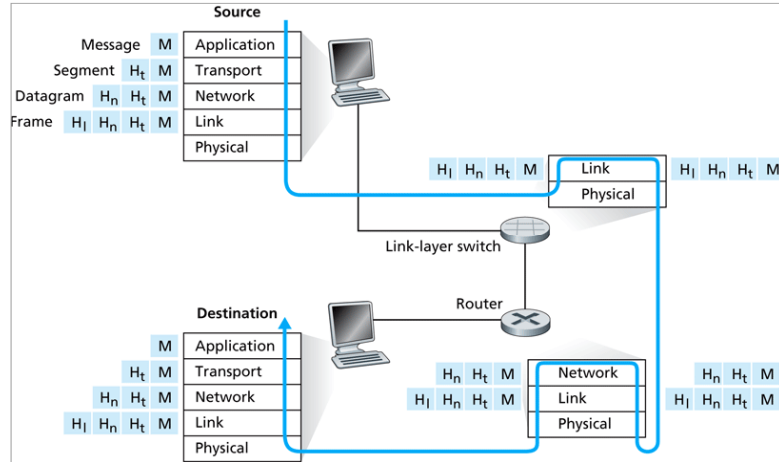 Source
Message M Application
Segment Ht M Transport
Datagram Hn Ht M Network
Frame Hl Hn Ht M Link
Physical
Hl Hn Ht M Link Hl Hn Ht M
Physical
Link-layer switch
Router
Destination
M Application
Ht M Transport
Hn Ht M Network
Hl Hn Ht M Link
Physical
Hn Ht M Network Hn Ht M
Hl Hn Ht M Link Hl Hn Ht M
Physical